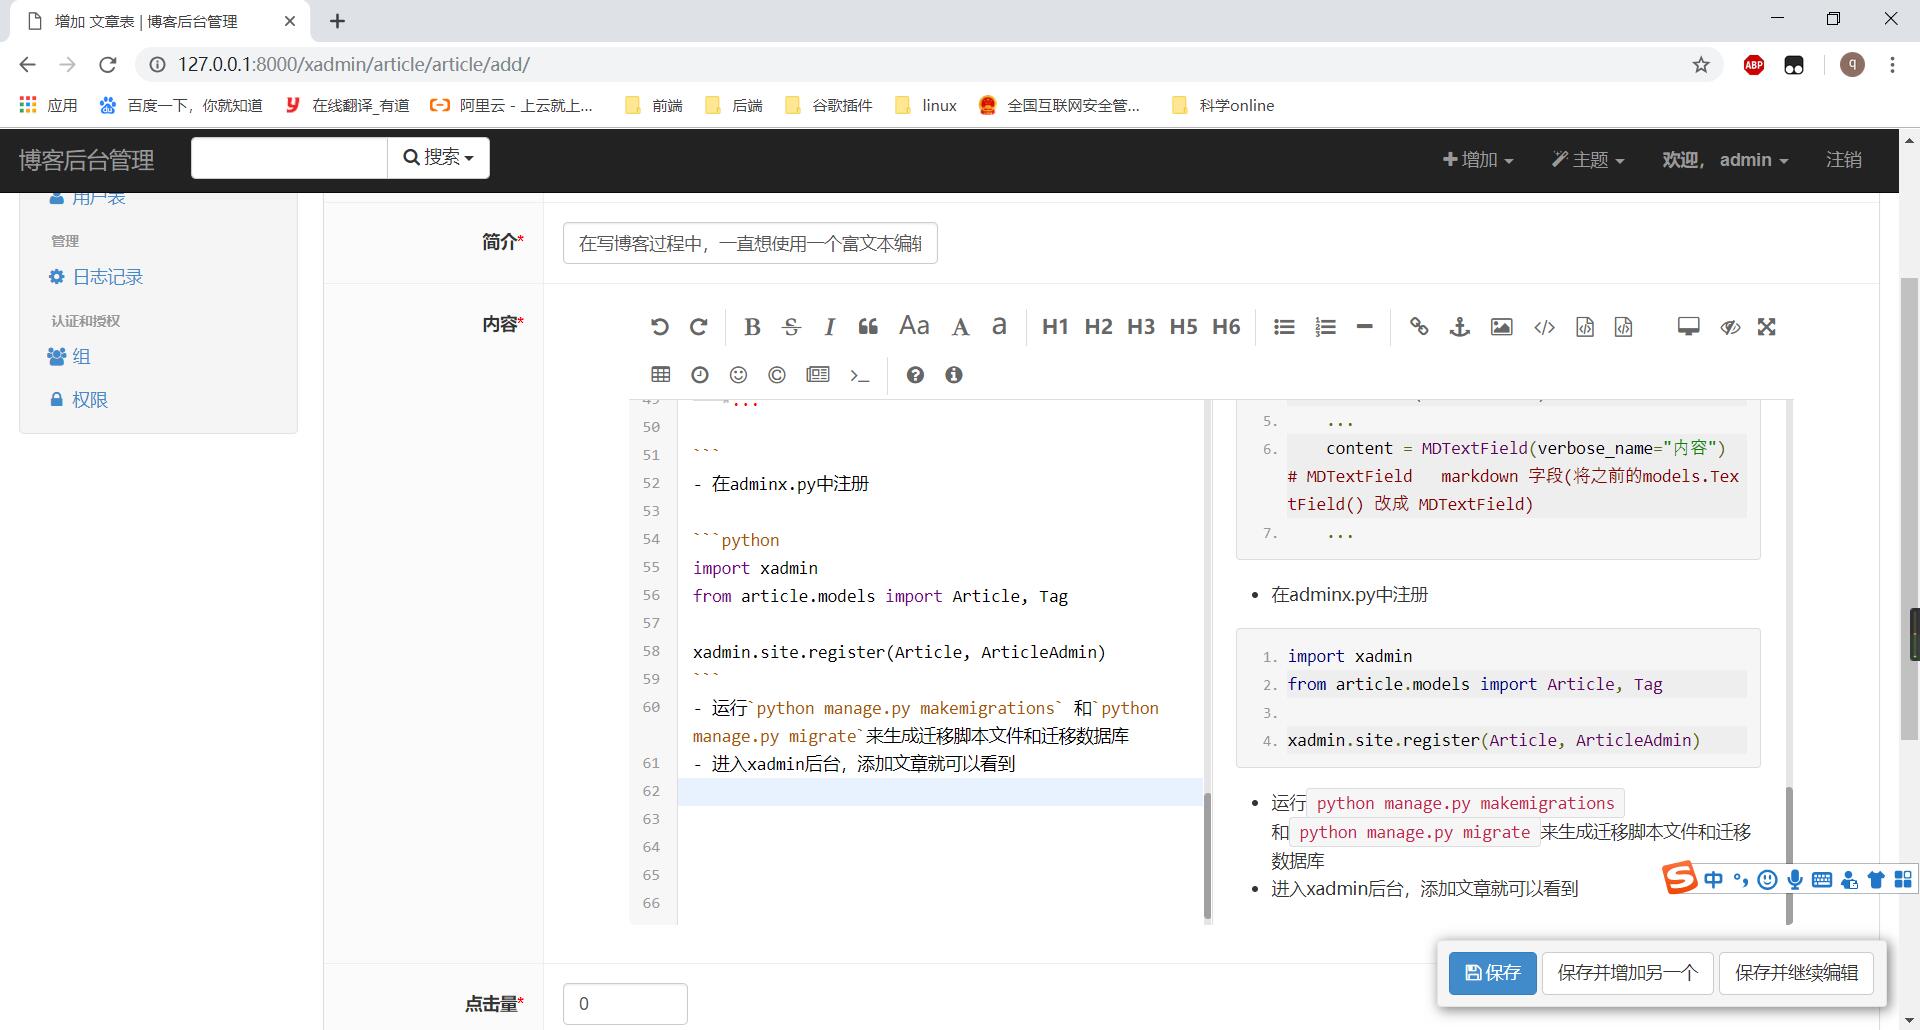 增加 文章表 | 博客后台管理
127.0.0.1:8000/xadmin/article/article/add/
ABP
q
应用 百度一下，你就知道 在线翻译_有道 阿里云 - 上云就上... 前端 后端 谷歌插件 linux 全国互联网安全管... 科学online
博客后台管理 搜索 增加 主题 欢迎， admin 注销
用户表
管理
日志记录
认证和授权
组
权限
简介*
在写博客过程中，一直想使用一个富文本编辑
内容*
B S I Aa A a H1 H2 H3 H5 H6
50
51 ```
52 - 在adminx.py中注册
53
54 ```python
55 import xadmin
56 from article.models import Article, Tag
57
58 xadmin.site.register(Article, ArticleAdmin)
59 ```
60 - 运行`python manage.py makemigrations` 和`python
manage.py migrate`来生成迁移脚本文件和迁移数据库
61 - 进入xadmin后台，添加文章就可以看到
62
63
64
65
66
5. ...
6. content = MDTextField(verbose_name="内容")
# MDTextField markdown 字段(将之前的models.Tex
tField() 改成 MDTextField)
7. ...
在adminx.py中注册
1. import xadmin
2. from article.models import Article, Tag
3.
4. xadmin.site.register(Article, ArticleAdmin)
运行 python manage.py makemigrations
和 python manage.py migrate 来生成迁移脚本文件和迁移
数据库
进入xadmin后台，添加文章就可以看到
S 中
保存 保存并增加另一个 保存并继续编辑
点击量*
0